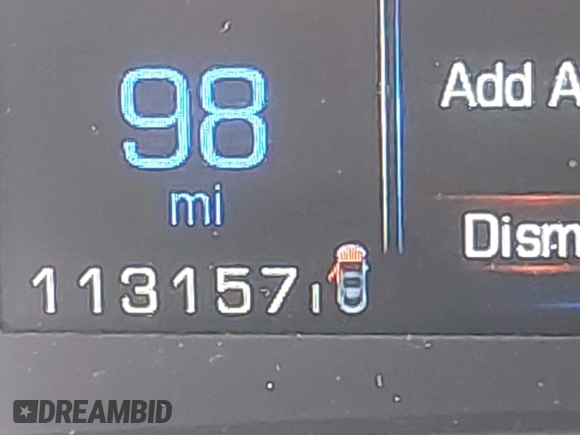 98
mi
113157
Add A
Dism
DREAMBID